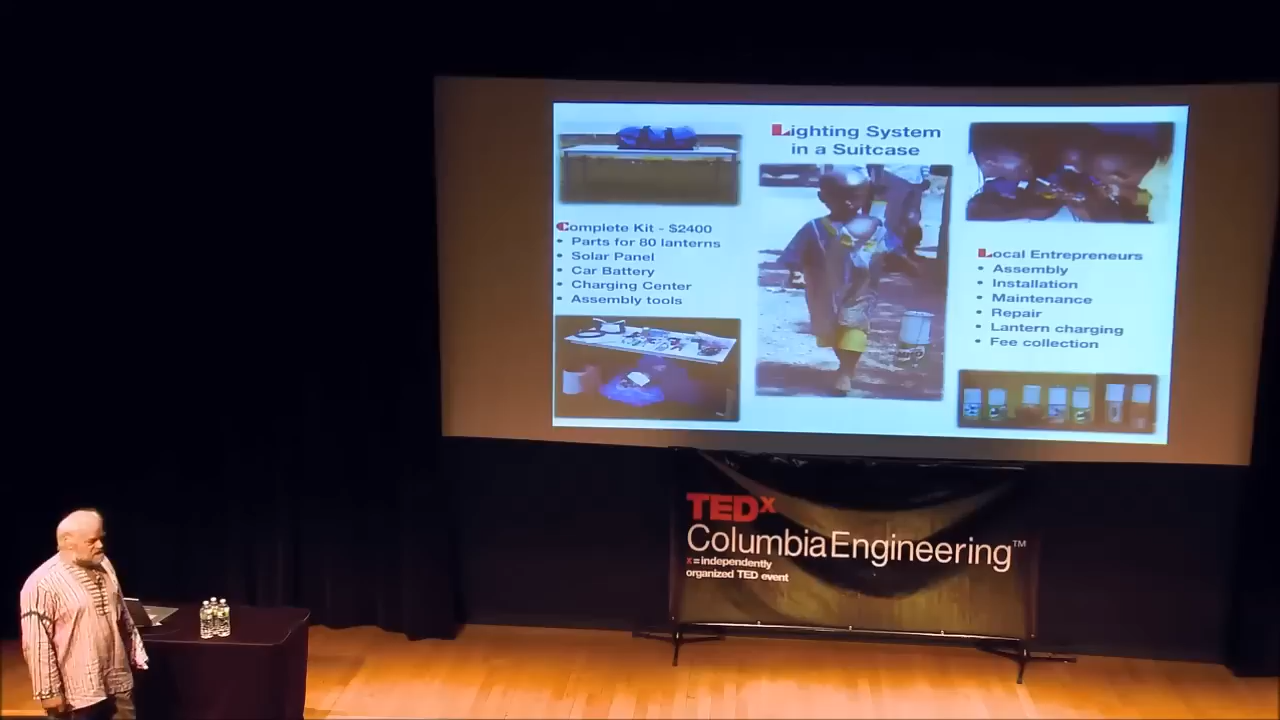 Lighting System
in a Suitcase
Complete Kit - $2400
• Parts for 80 lanterns
• Solar Panel
• Car Battery
• Charging Center
• Assembly tools
Local Entrepreneurs
• Assembly
• Installation
• Maintenance
• Repair
• Lantern charging
• Fee collection
TEDx
ColumbiaEngineering™
x = independently
organized TED event